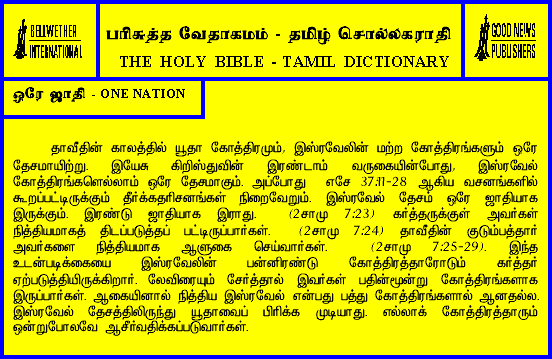 BELLWETHER
INTERNATIONAL
பரிசுத்த வேதாகமம் - தமிழ் சொல்லகராதி
THE HOLY BIBLE - TAMIL DICTIONARY
GOOD NEWS
PUBLISHERS
ஒரே ஜாதி - ONE NATION
தாவீதின் காலத்தில் யூதா கோத்திரமும், இஸ்ரவேலின் மற்ற கோத்திரங்களும் ஒரே
தேசமாயிற்று. இயேசு கிறிஸ்துவின் இரண்டாம் வருகையின்போது, இஸ்ரவேல்
கோத்திரங்களெல்லாம் ஒரே தேசமாகும். அப்போது எசே 37:11-28 ஆகிய வசனங்களில்
கூறப்பட்டிருக்கும் தீர்க்கதரிசனங்கள் நிறைவேறும். இஸ்ரவேல் தேசம் ஒரே ஜாதியாக
இருக்கும். இரண்டு ஜாதியாக இராது. (2சாமு 7:23) கர்த்தருக்குள் அவர்கள்
நித்தியமாகத் திடப்படுத்தப் பட்டிருப்பார்கள். (2சாமு 7:24) தாவீதின் குடும்பத்தார்
அவர்களை நித்தியமாக ஆளுகை செய்வார்கள். (2சாமு 7:25-29). இந்த
உடன்படிக்கையை இஸ்ரவேலின் பன்னிரண்டு கோத்திரத்தாரோடும் கர்த்தர்
ஏற்படுத்தியிருக்கிறார். லேவிரையும் சேர்த்தால் இவர்கள் பதின்மூன்று கோத்திரங்களாக
இருப்பார்கள். ஆகையினால் நித்திய இஸ்ரவேல் என்பது பத்து கோத்திரங்களால் ஆனதல்ல.
இஸ்ரவேல் தேசத்திலிருந்து யூதாவைப் பிரிக்க முடியாது. எல்லாக் கோத்திரத்தாரும்
ஒன்றுபோலவே ஆசீர்வதிக்கப்படுவார்கள்.